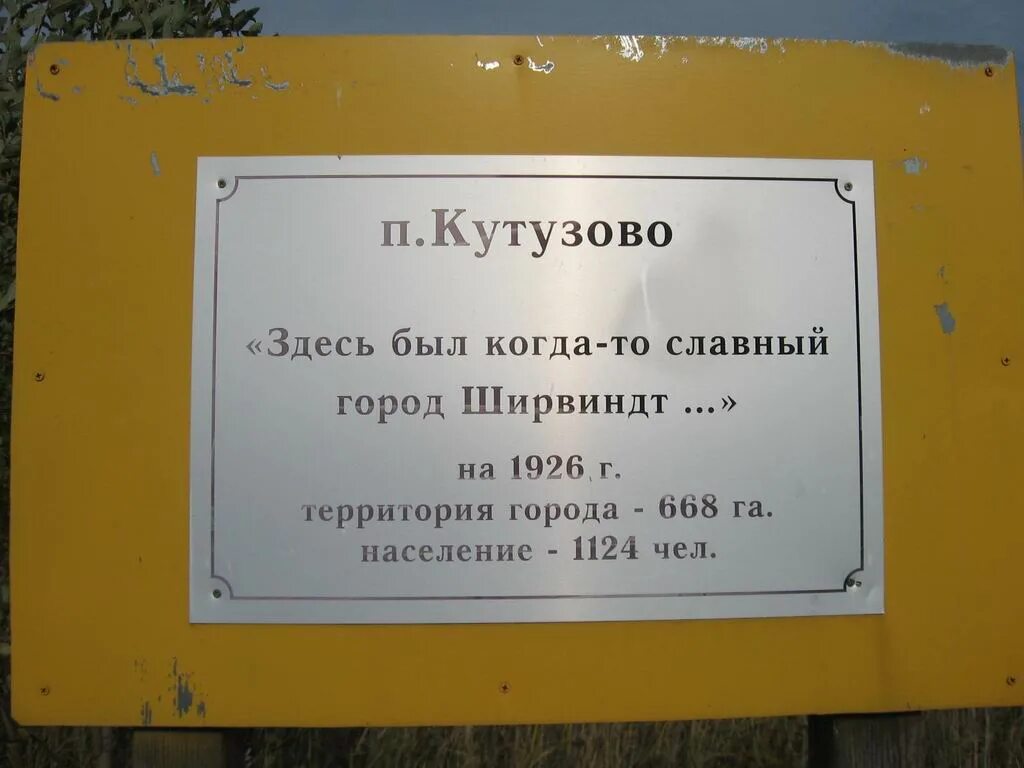 п.Кутузово
«Здесь был когда-то славный
город Ширвиндт ...»
на 1926 г.
территория города - 668 га.
население - 1124 чел.